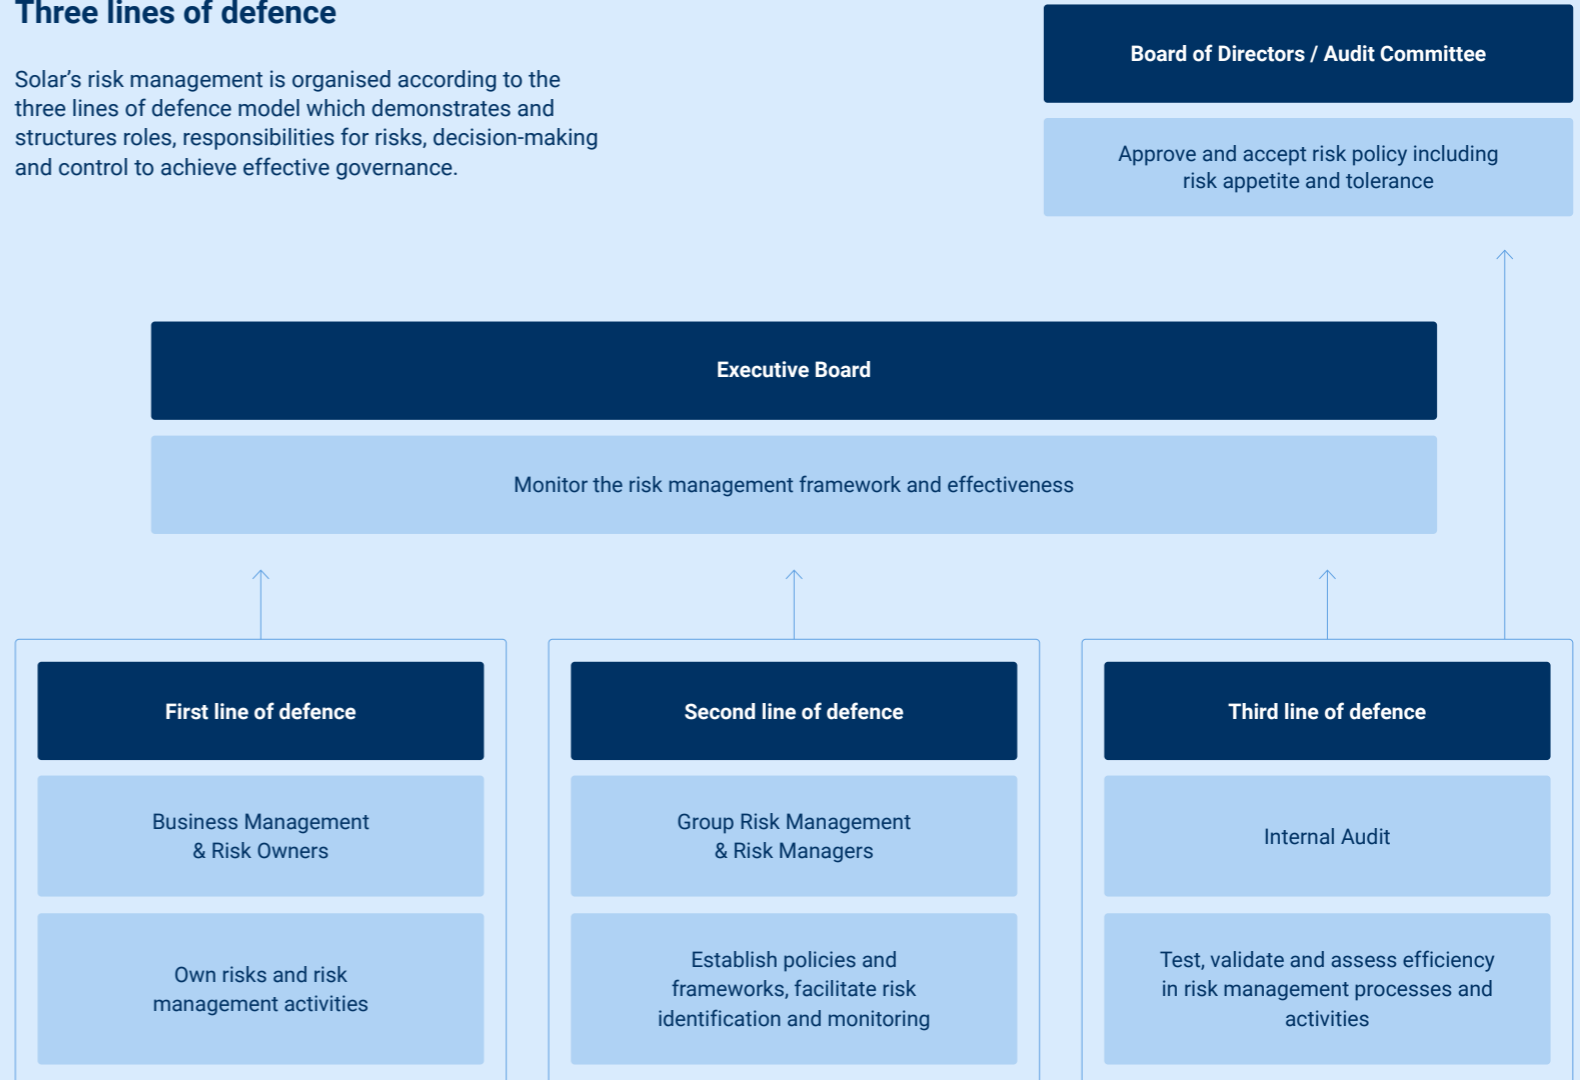 Three lines of defence
Solar’s risk management is organised according to the
three lines of defence model which demonstrates and
structures roles, responsibilities for risks, decision-making
and control to achieve effective governance.
Board of Directors / Audit Committee
Approve and accept risk policy including
risk appetite and tolerance
Executive Board
Monitor the risk management framework and effectiveness
First line of defence
Business Management
& Risk Owners
Own risks and risk
management activities
Second line of defence
Group Risk Management
& Risk Managers
Establish policies and
frameworks, facilitate risk
identification and monitoring
Third line of defence
Internal Audit
Test, validate and assess efficiency
in risk management processes and
activities